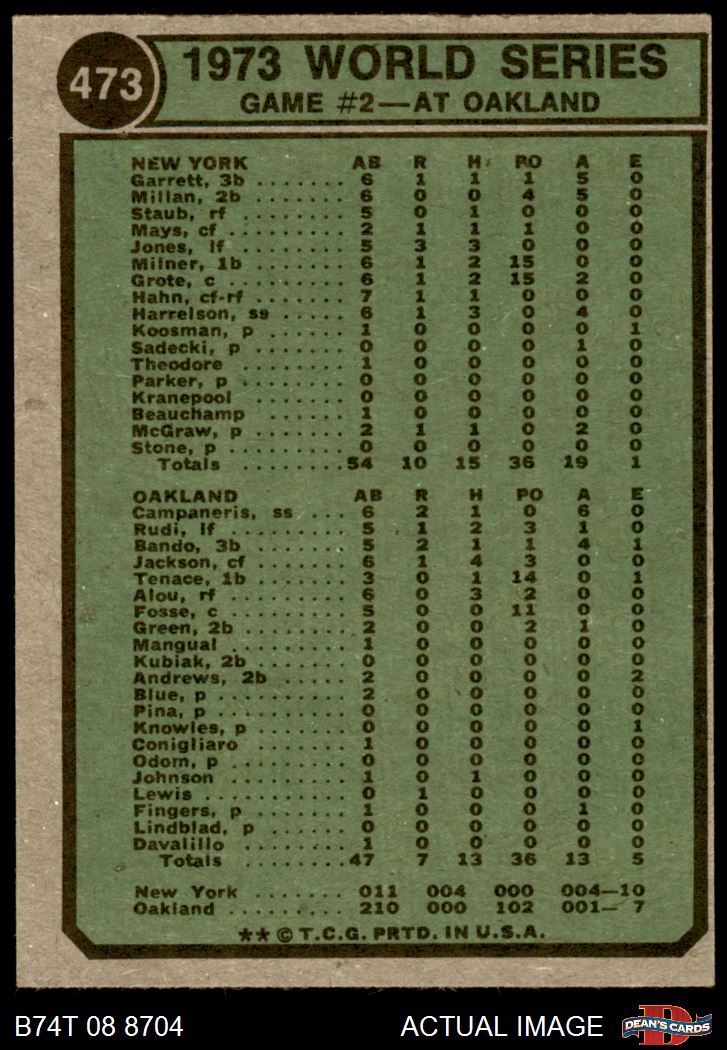 473
1973 WORLD SERIES
GAME #2—AT OAKLAND
NEW YORK AB R H PO A E
Garrett, 3b ....... 6 1 1 1 5 0
Millan, 2b ........ 6 0 0 4 5 0
Staub, rf ......... 5 0 1 0 0 0
Mays, cf .......... 2 1 1 1 0 0
Jones, lf ......... 5 3 3 0 0 0
Milner, 1b ........ 6 1 2 15 0 0
Grote, c .......... 6 1 2 15 2 0
Hahn, cf-rf ....... 7 1 1 0 0 0
Harrelson, ss ..... 6 1 3 0 4 0
Koosman, p ........ 1 0 0 0 0 1
Sadecki, p ........ 0 0 0 0 1 0
Theodore .......... 1 0 0 0 0 0
Parker, p ......... 0 0 0 0 0 0
Kranepool ......... 0 0 0 0 0 0
Beauchamp ......... 1 0 0 0 0 0
McGraw, p ......... 2 1 1 0 2 0
Stone, p .......... 0 0 0 0 0 0
Totals ........ 54 10 15 36 19 1
OAKLAND AB R H PO A E
Campaneris, ss ... 6 2 1 0 6 0
Rudi, lf .......... 5 1 2 3 1 0
Bando, 3b ......... 5 2 1 1 4 1
Jackson, cf ....... 6 1 4 3 0 0
Tenace, 1b ........ 3 0 1 14 0 1
Alou, rf .......... 6 0 3 2 0 0
Fosse, c .......... 5 0 0 11 0 0
Green, 2b ......... 2 0 0 2 1 0
Mangual ........... 1 0 0 0 0 0
Kubiak, 2b ........ 0 0 0 0 0 0
Andrews, 2b ....... 2 0 0 0 0 2
Blue, p ........... 2 0 0 0 0 0
Pina, p ........... 0 0 0 0 0 0
Knowles, p ........ 0 0 0 0 0 1
Conigliaro ........ 1 0 0 0 0 0
Odom, p ........... 0 0 0 0 0 0
Johnson ........... 1 0 1 0 0 0
Lewis ............. 0 1 0 0 0 0
Fingers, p ........ 1 0 0 0 1 0
Lindblad, p ....... 0 0 0 0 0 0
Davalillo ......... 1 0 0 0 0 0
Totals ........ 47 7 13 36 13 5
New York ........ 011 004 000 004—10
Oakland ......... 210 000 102 001— 7
** © T.C.G. PRTD. IN U.S.A.
B74T 08 8704 ACTUAL IMAGE D DEAN'S CARDS